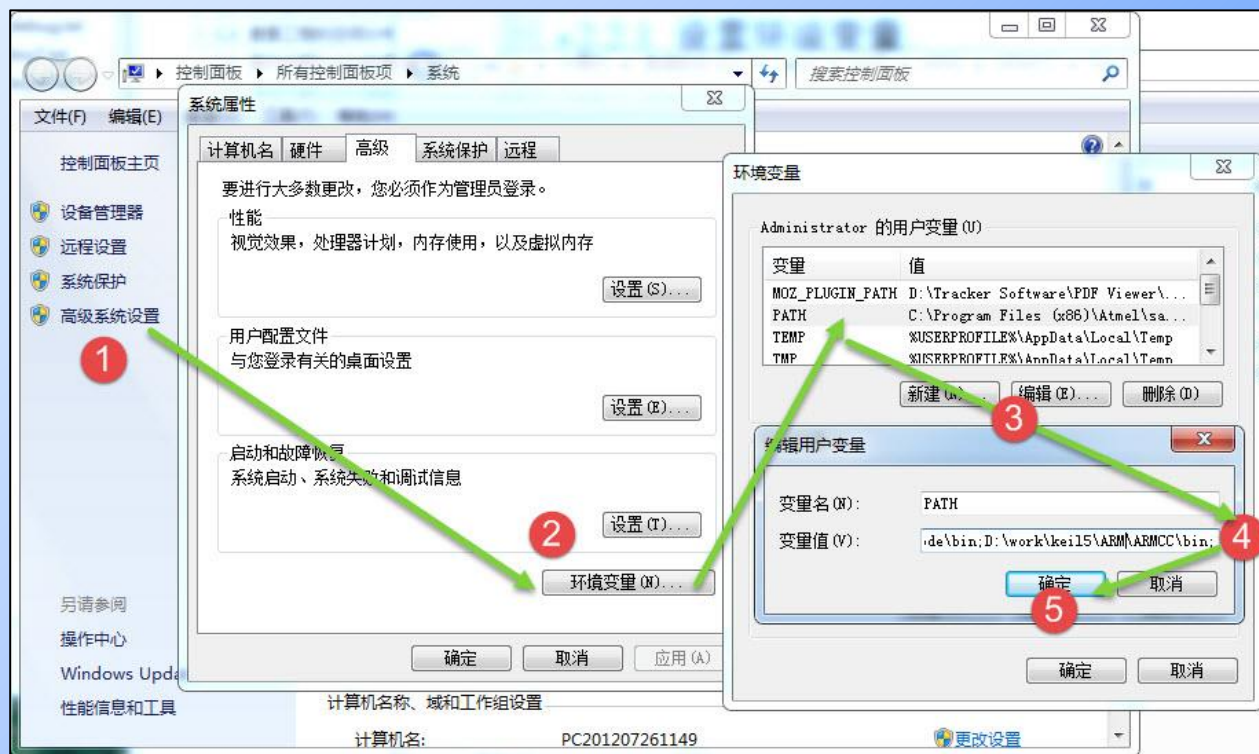 设置环境变量
控制面板 ▸ 所有控制面板项 ▸ 系统
搜索控制面板
文件(F) 编辑(E)
控制面板主页
设备管理器
远程设置
系统保护
高级系统设置
1
另请参阅
操作中心
Windows Upda
性能信息和工具
系统属性
计算机名 硬件 高级 系统保护 远程
要进行大多数更改，您必须作为管理员登录。
性能
视觉效果，处理器计划，内存使用，以及虚拟内存
设置(S)...
用户配置文件
与您登录有关的桌面设置
设置(E)...
启动和故障恢复
系统启动、系统失败和调试信息
2
设置(T)...
环境变量(N)...
确定 取消 应用(A)
计算机名称、域和工作组设置
计算机名: PC201207261149
更改设置
环境变量
Administrator 的用户变量(U)
变量 值
MOZ_PLUGIN_PATH D:\Tracker Software\PDF Viewer\...
PATH C:\Program Files (x86)\Atmel\sa...
TEMP %USERPROFILE%\AppData\Local\Temp
TMP %USERPROFILE%\AppData\Local\Temp
新建(N)... 编辑(E)... 删除(D)
3
编辑用户变量
变量名(N): PATH
变量值(V): de\bin;D:\work\keil5\ARM\ARMCC\bin;
4
确定 取消
5
确定 取消